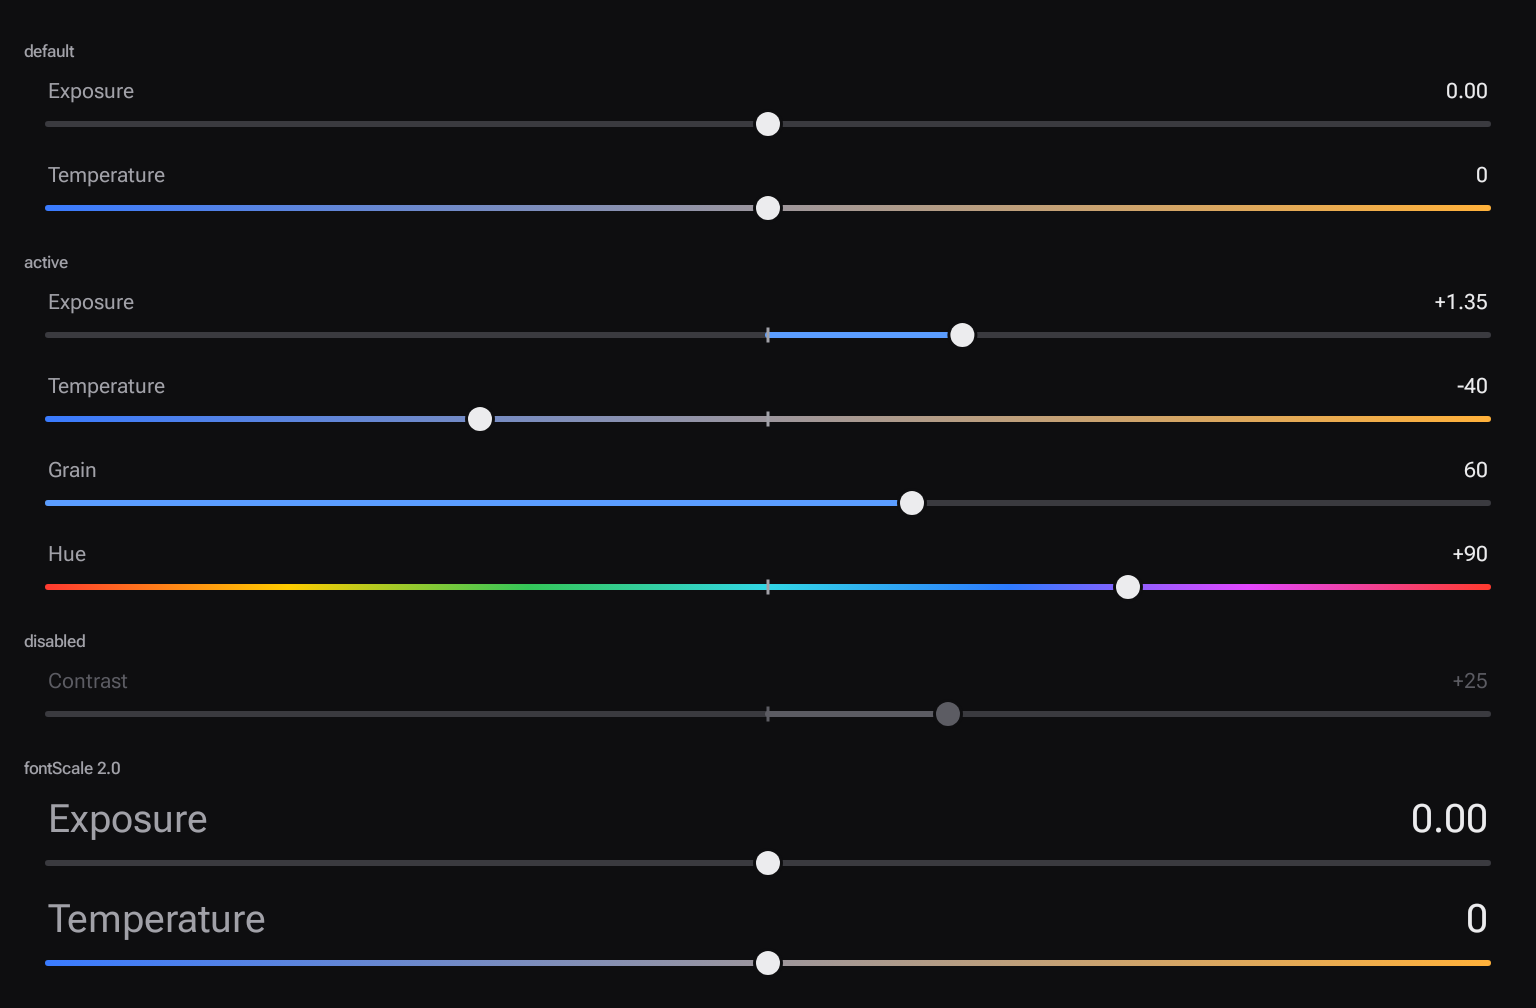 default
Exposure 0.00
Temperature 0
active
Exposure +1.35
Temperature -40
Grain 60
Hue +90
disabled
Contrast +25
fontScale 2.0
Exposure 0.00
Temperature 0